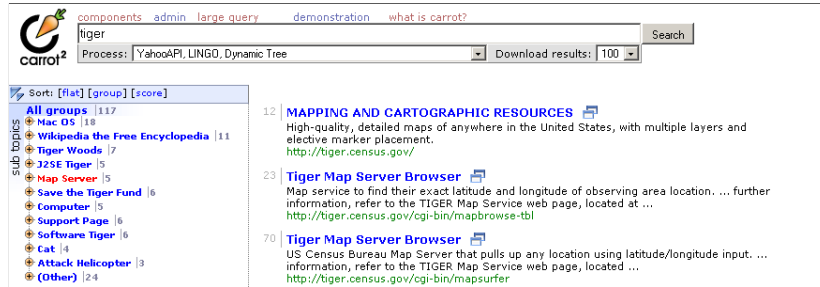 components admin large query demonstration what is carrot?
tiger
Search
carrot2
Process: YahooAPI, LINGO, Dynamic Tree
Download results: 100
Sort: [flat] [group] [score]
sub topics
All groups |117
Mac OS |18
Wikipedia the Free Encyclopedia |11
Tiger Woods |7
J2SE Tiger |5
Map Server |5
Save the Tiger Fund |6
Computer |5
Support Page |6
Software Tiger |6
Cat |4
Attack Helicopter |3
(Other) |24
12 MAPPING AND CARTOGRAPHIC RESOURCES
High-quality, detailed maps of anywhere in the United States, with multiple layers and
elective marker placement.
http://tiger.census.gov/
23 Tiger Map Server Browser
Map service to find their exact latitude and longitude of observing area location. ... further
information, refer to the TIGER Map Service web page, located at ...
http://tiger.census.gov/cgi-bin/mapbrowse-tbl
70 Tiger Map Server Browser
US Census Bureau Map Server that pulls up any location using latitude/longitude input. ...
information, refer to the TIGER Map Service web page, located ...
http://tiger.census.gov/cgi-bin/mapsurfer